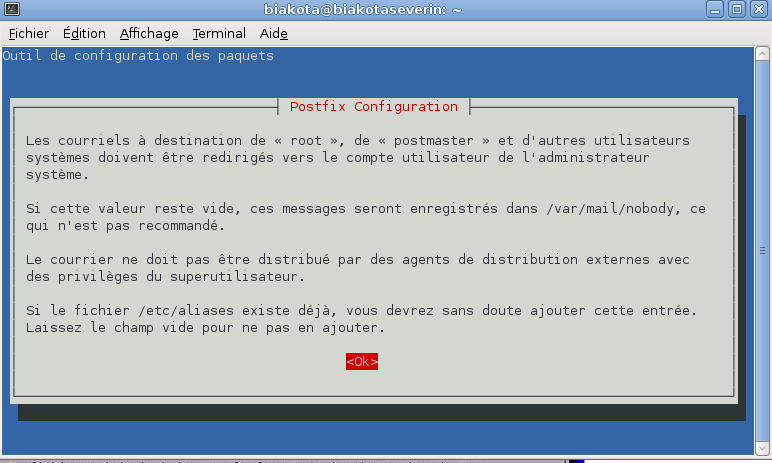 biakota@biakotaseverin: ~
Fichier Édition Affichage Terminal Aide
Outil de configuration des paquets
Postfix Configuration
Les courriels à destination de « root », de « postmaster » et d'autres utilisateurs
systèmes doivent être redirigés vers le compte utilisateur de l'administrateur
système.
Si cette valeur reste vide, ces messages seront enregistrés dans /var/mail/nobody, ce
qui n'est pas recommandé.
Le courrier ne doit pas être distribué par des agents de distribution externes avec
des privilèges du superutilisateur.
Si le fichier /etc/aliases existe déjà, vous devrez sans doute ajouter cette entrée.
Laissez le champ vide pour ne pas en ajouter.
<Ok>